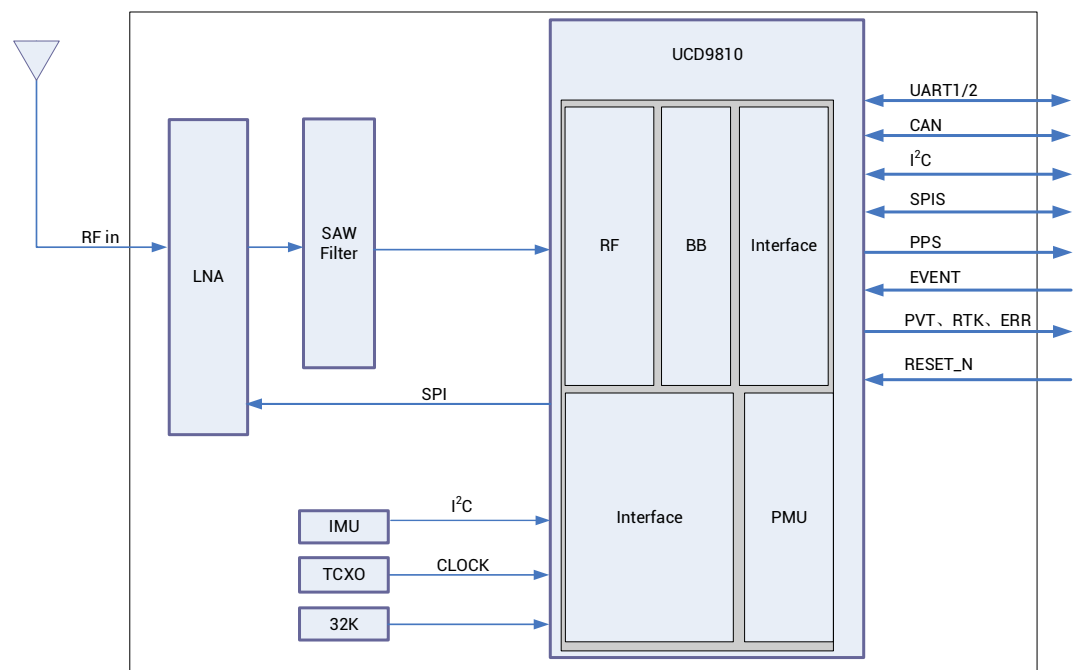 UCD9810
UART1/2
CAN
I²C
SPIS
PPS
EVENT
PVT、RTK、ERR
RESET_N
RF in
LNA
SAW
Filter
RF
BB
Interface
SPI
Interface
PMU
IMU
I²C
TCXO
CLOCK
32K